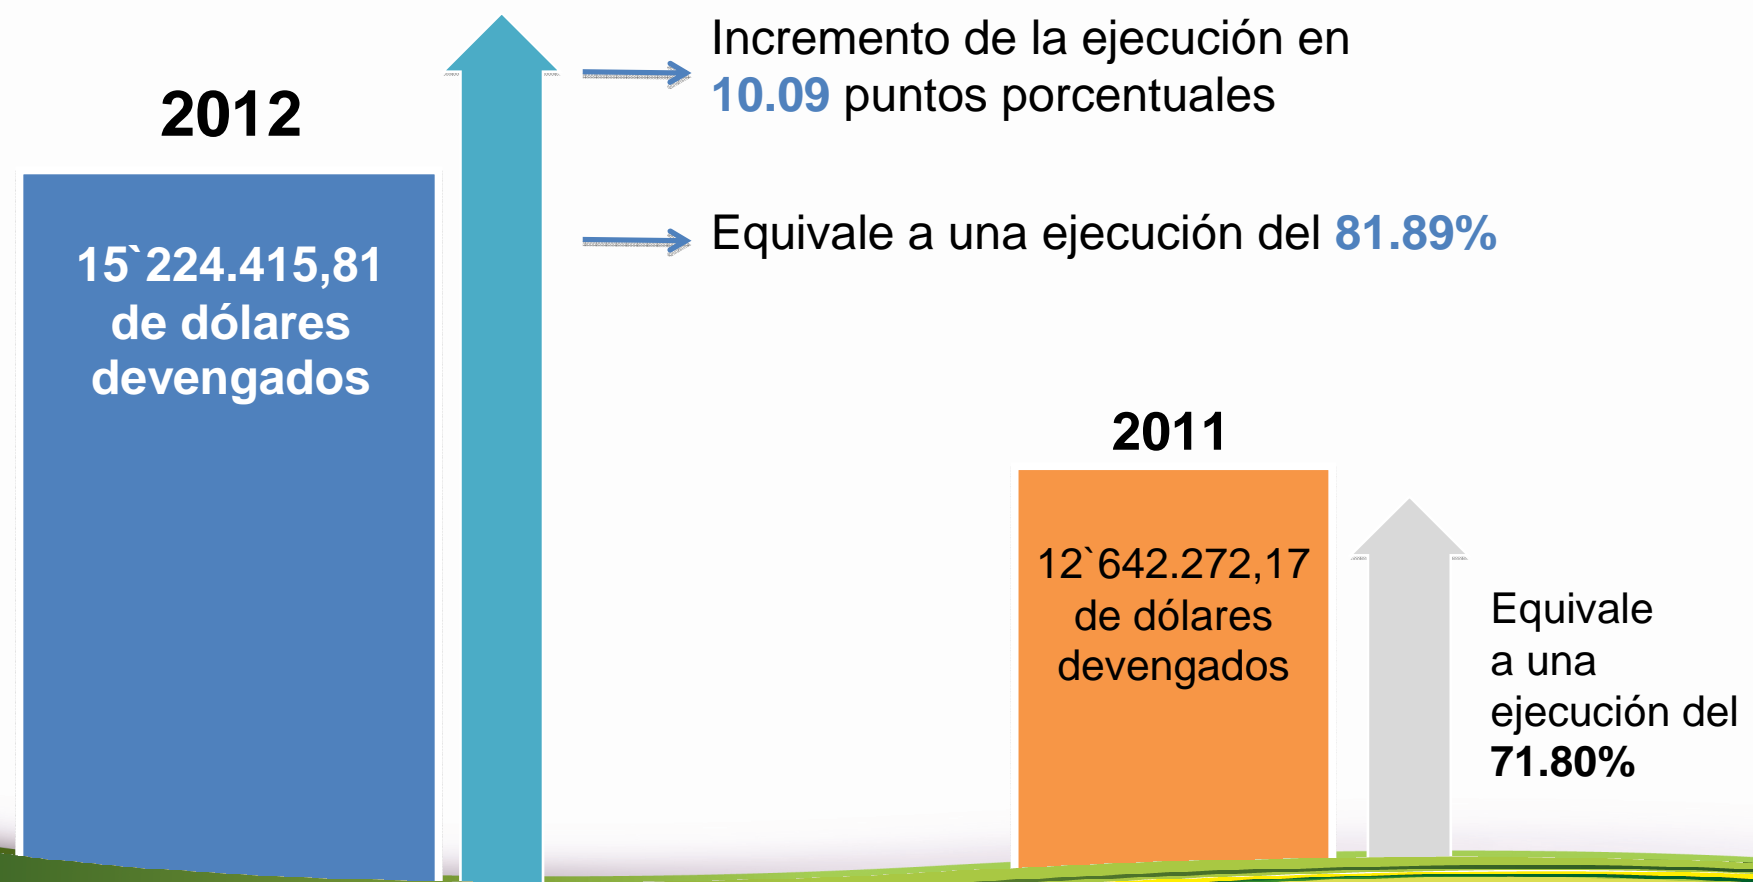 2012
15`224.415,81
de dólares
devengados
Incremento de la ejecución en
10.09 puntos porcentuales
Equivale a una ejecución del 81.89%
2011
12`642.272,17
de dólares
devengados
Equivale
a una
ejecución del
71.80%